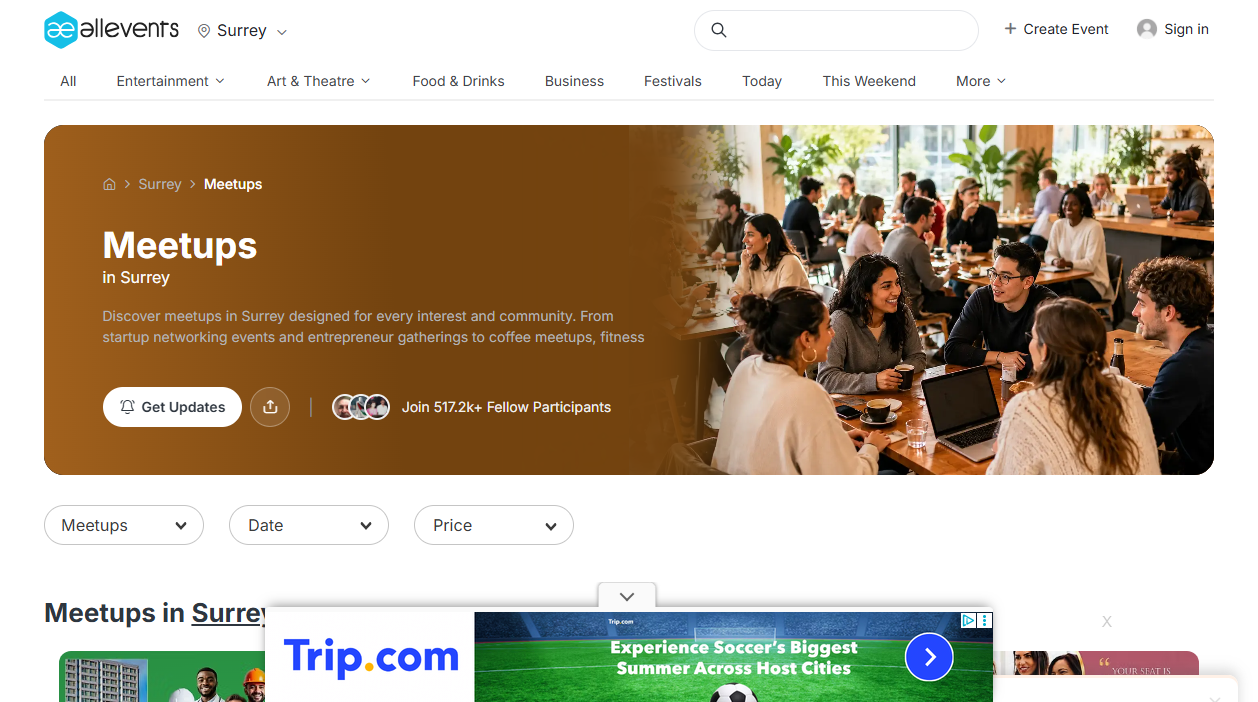 æ allevents
Surrey
Create Event
Sign in
All
Entertainment
Art & Theatre
Food & Drinks
Business
Festivals
Today
This Weekend
More
Surrey
Meetups
Meetups
in Surrey
Discover meetups in Surrey designed for every interest and community. From
startup networking events and entrepreneur gatherings to coffee meetups, fitness
Get Updates
Join 517.2k+ Fellow Participants
Meetups
Date
Price
Meetups in Surrey
X
Trip.com
Trip.com
Experience Soccer's Biggest
Summer Across Host Cities
“ YOUR SEAT IS